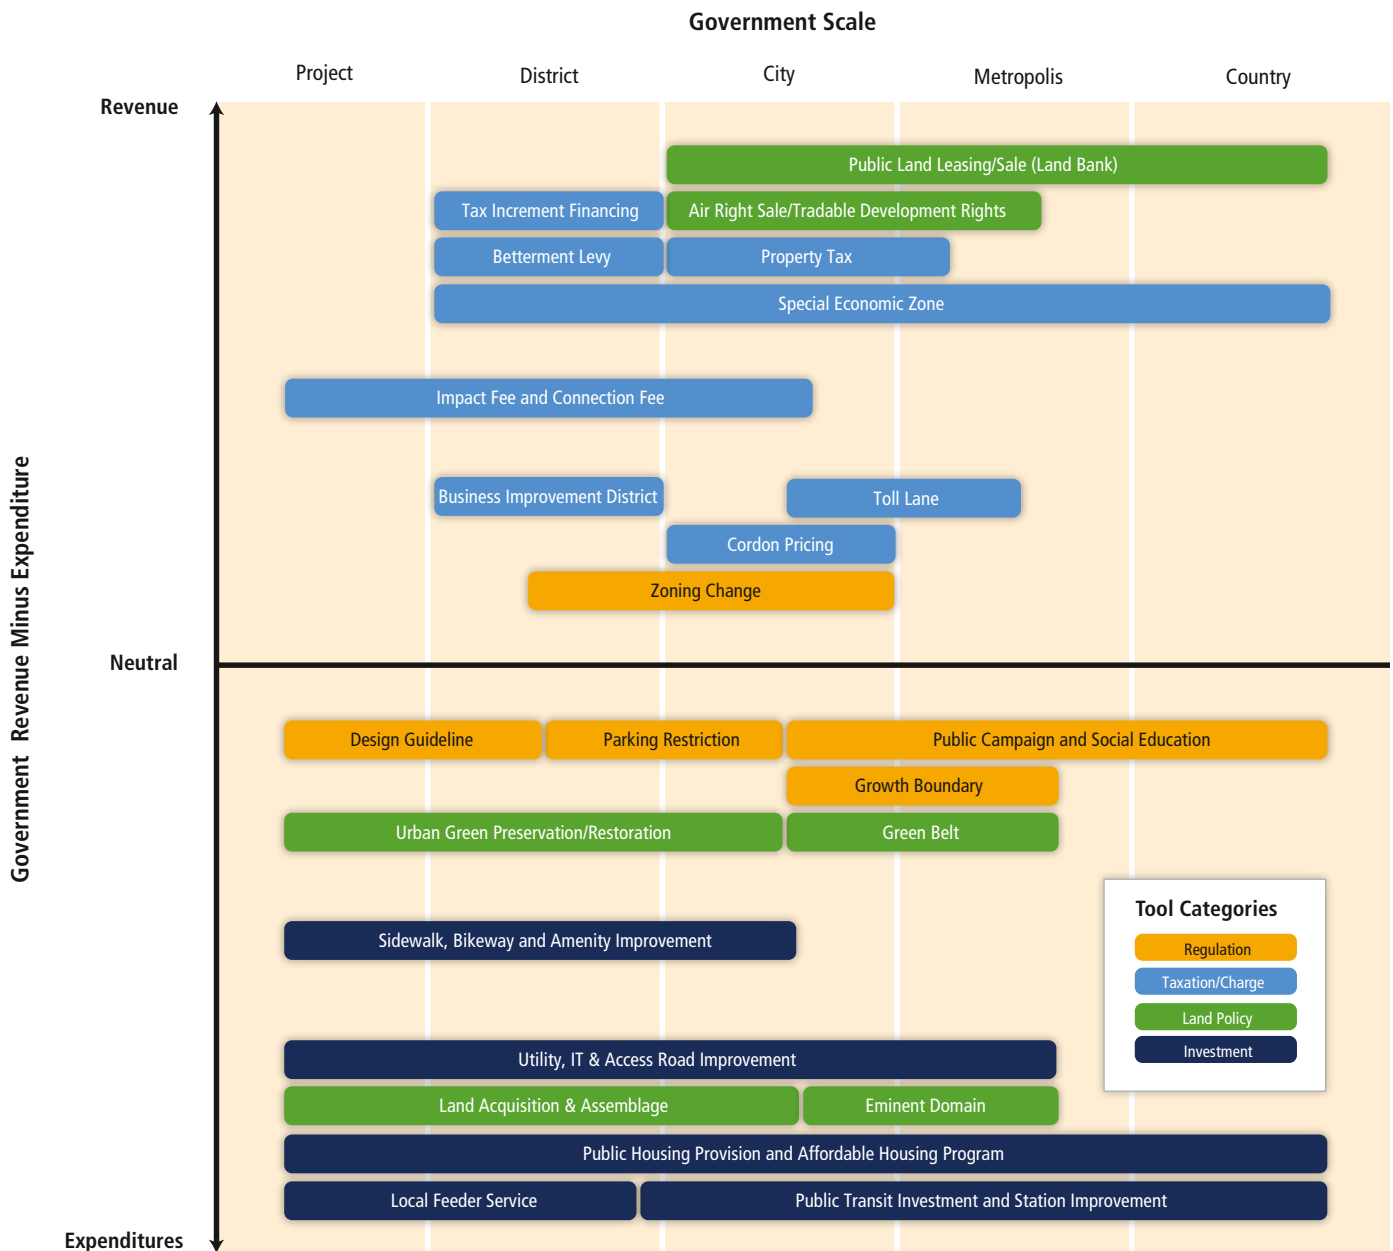 Government Scale
Project
District
City
Metropolis
Country
Revenue
Public Land Leasing/Sale (Land Bank)
Tax Increment Financing
Air Right Sale/Tradable Development Rights
Betterment Levy
Property Tax
Special Economic Zone
Impact Fee and Connection Fee
Business Improvement District
Toll Lane
Cordon Pricing
Zoning Change
Government Revenue Minus Expenditure
Neutral
Design Guideline
Parking Restriction
Public Campaign and Social Education
Growth Boundary
Urban Green Preservation/Restoration
Green Belt
Sidewalk, Bikeway and Amenity Improvement
Tool Categories
Regulation
Taxation/Charge
Land Policy
Investment
Utility, IT & Access Road Improvement
Land Acquisition & Assemblage
Eminent Domain
Public Housing Provision and Affordable Housing Program
Local Feeder Service
Public Transit Investment and Station Improvement
Expenditures